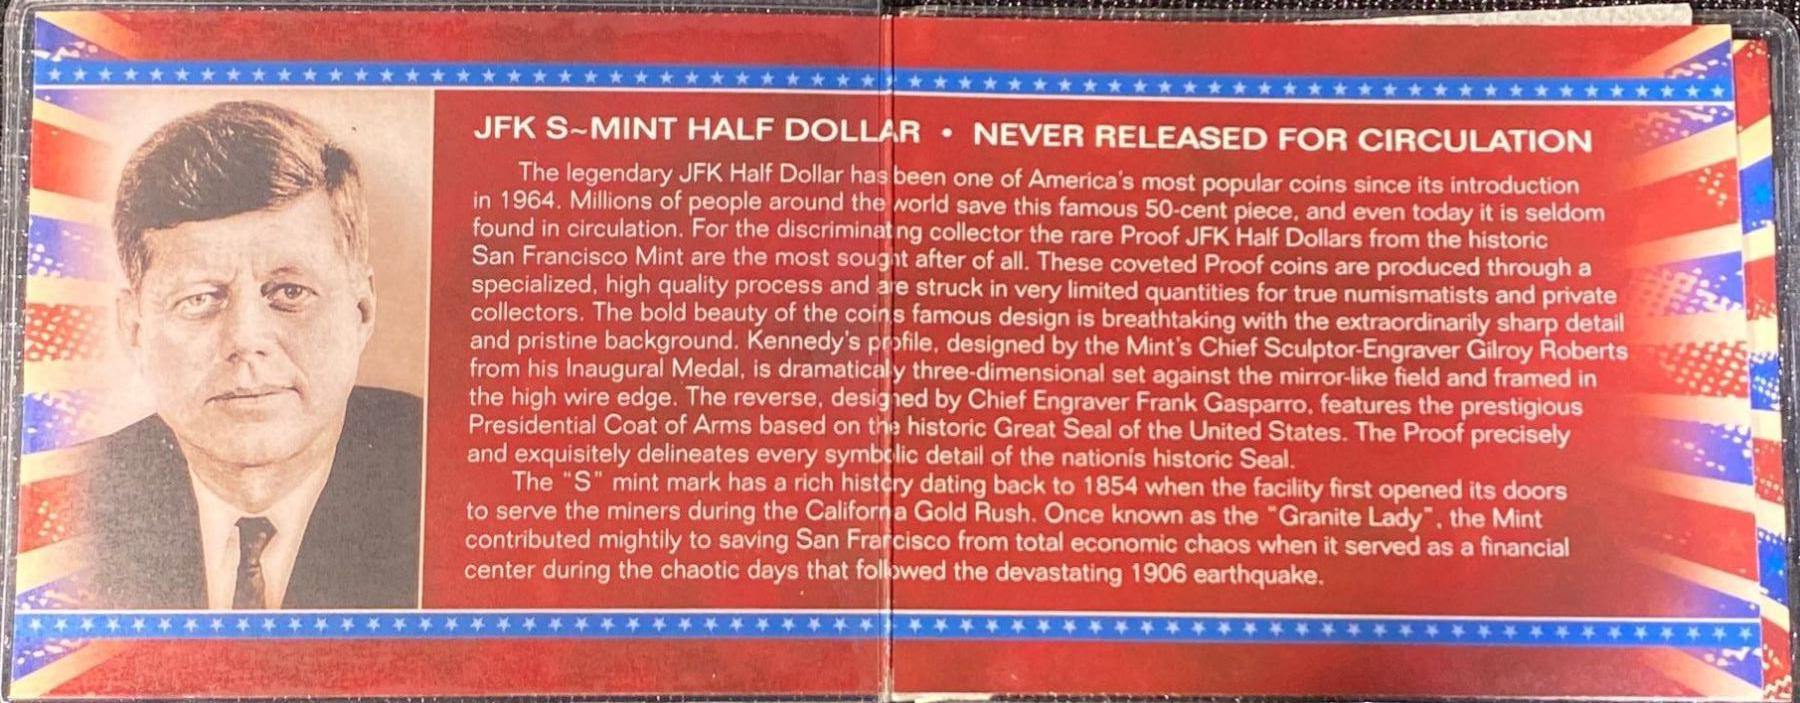 JFK S~MINT HALF DOLLAR • NEVER RELEASED FOR CIRCULATION
The legendary JFK Half Dollar has been one of America's most popular coins since its introduction
in 1964. Millions of people around the world save this famous 50-cent piece, and even today it is seldom
found in circulation. For the discriminating collector the rare Proof JFK Half Dollars from the historic
San Francisco Mint are the most sought after of all. These coveted Proof coins are produced through a
specialized, high quality process and are struck in very limited quantities for true numismatists and private
collectors. The bold beauty of the coins famous design is breathtaking with the extraordinarily sharp detail
and pristine background. Kennedy's profile, designed by the Mint's Chief Sculptor-Engraver Gilroy Roberts
from his Inaugural Medal, is dramatically three-dimensional set against the mirror-like field and framed in
the high wire edge. The reverse, designed by Chief Engraver Frank Gasparro, features the prestigious
Presidential Coat of Arms based on the historic Great Seal of the United States. The Proof precisely
and exquisitely delineates every symbolic detail of the nationís historic Seal.
The “S” mint mark has a rich history dating back to 1854 when the facility first opened its doors
to serve the miners during the California Gold Rush. Once known as the “Granite Lady”, the Mint
contributed mightily to saving San Francisco from total economic chaos when it served as a financial
center during the chaotic days that followed the devastating 1906 earthquake.